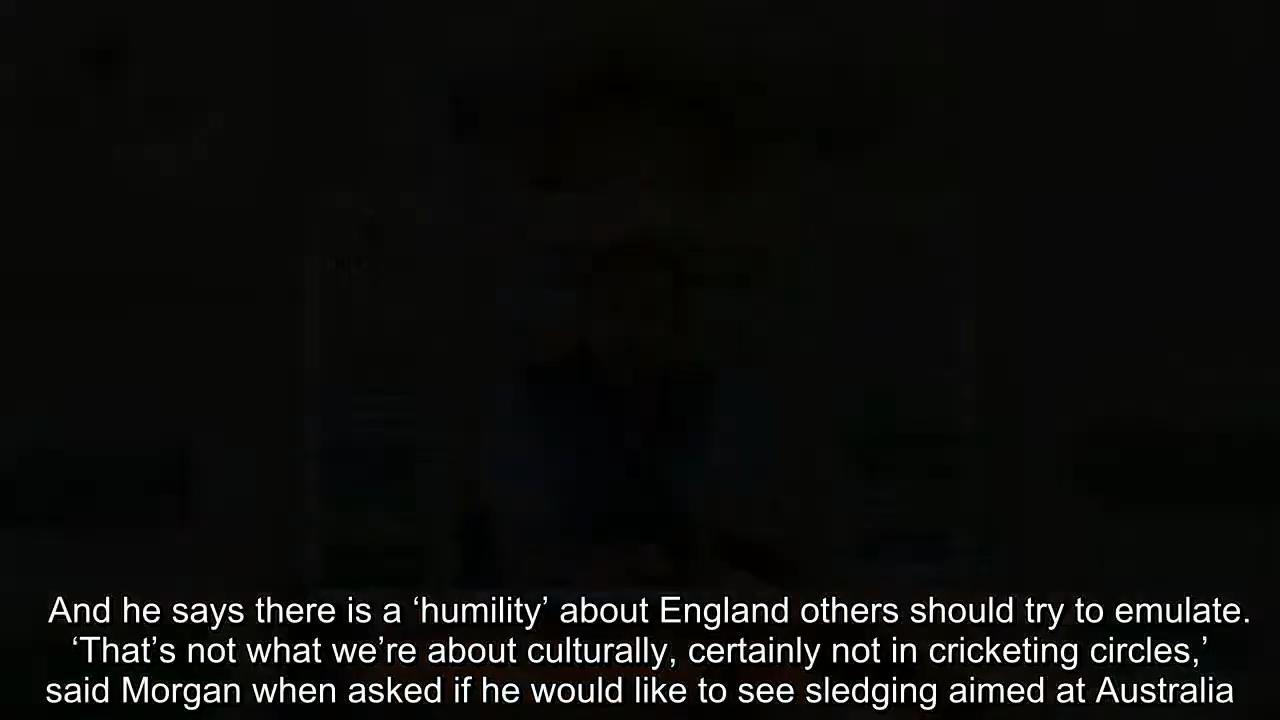 And he says there is a ‘humility’ about England others should try to emulate.
‘That’s not what we’re about culturally, certainly not in cricketing circles,’
said Morgan when asked if he would like to see sledging aimed at Australia